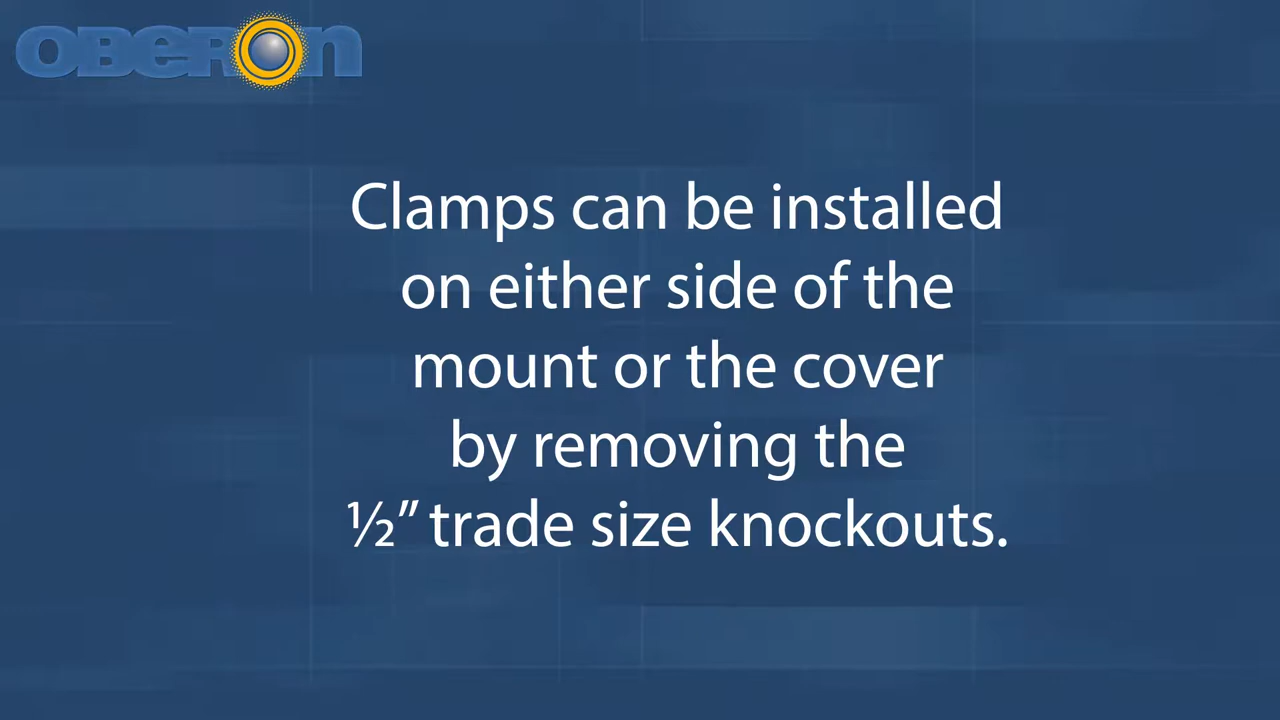 OBERON
Clamps can be installed
on either side of the
mount or the cover
by removing the
½” trade size knockouts.